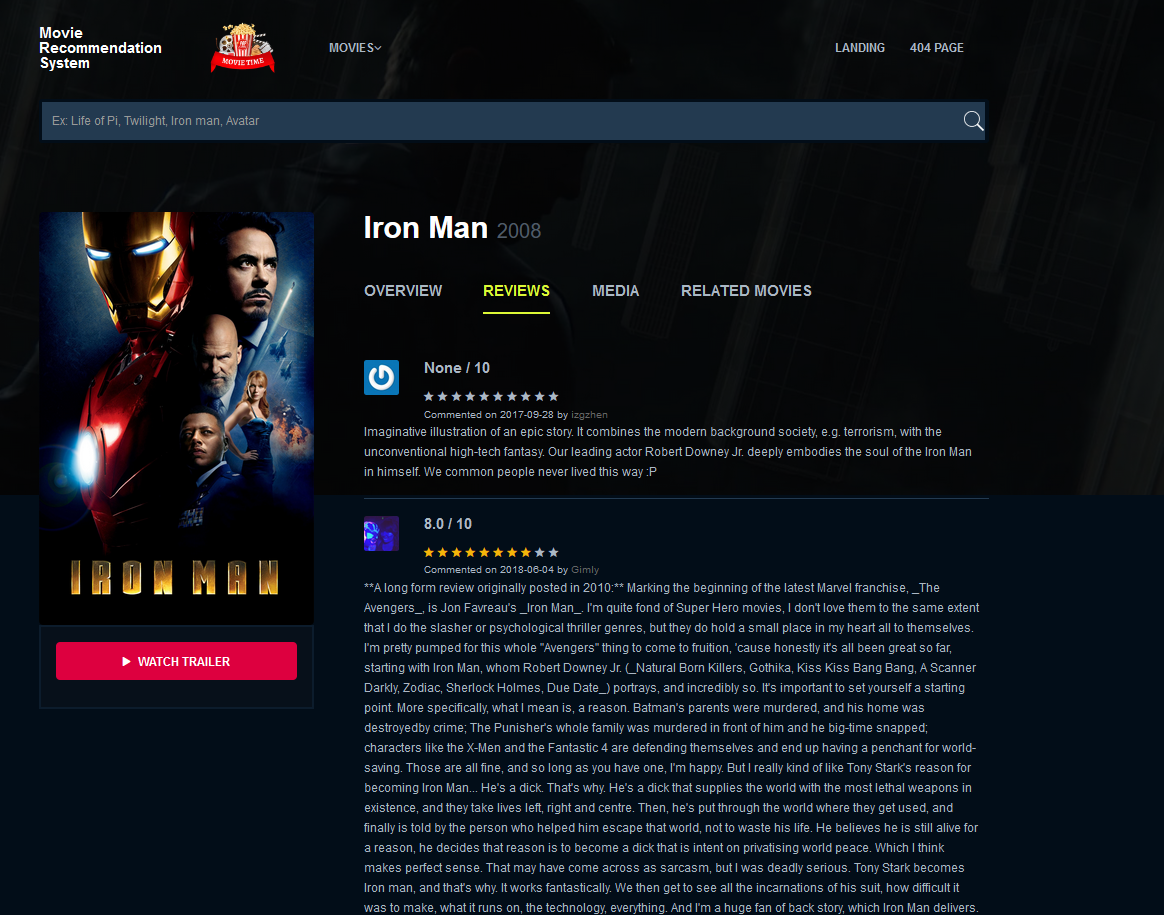 Movie
Recommendation
System
MOVIE TIME
MOVIES
LANDING
404 PAGE
Ex: Life of Pi, Twilight, Iron man, Avatar
Iron Man 2008
OVERVIEW
REVIEWS
MEDIA
RELATED MOVIES
IRON MAN
WATCH TRAILER
None / 10
Commented on 2017-09-28 by izgzhen
Imaginative illustration of an epic story. It combines the modern background society, e.g. terrorism, with the
unconventional high-tech fantasy. Our leading actor Robert Downey Jr. deeply embodies the soul of the Iron Man
in himself. We common people never lived this way :P
8.0 / 10
Commented on 2018-06-04 by Gimly
**A long form review originally posted in 2010:** Marking the beginning of the latest Marvel franchise, _The
Avengers_, is Jon Favreau's _Iron Man_. I'm quite fond of Super Hero movies, I don't love them to the same extent
that I do the slasher or psychological thriller genres, but they do hold a small place in my heart all to themselves.
I'm pretty pumped for this whole "Avengers" thing to come to fruition, 'cause honestly it's all been great so far,
starting with Iron Man, whom Robert Downey Jr. (_Natural Born Killers, Gothika, Kiss Kiss Bang Bang, A Scanner
Darkly, Zodiac, Sherlock Holmes, Due Date_) portrays, and incredibly so. It's important to set yourself a starting
point. More specifically, what I mean is, a reason. Batman's parents were murdered, and his home was
destroyedby crime; The Punisher's whole family was murdered in front of him and he big-time snapped;
characters like the X-Men and the Fantastic 4 are defending themselves and end up having a penchant for world-
saving. Those are all fine, and so long as you have one, I'm happy. But I really kind of like Tony Stark's reason for
becoming Iron Man... He's a dick. That's why. He's a dick that supplies the world with the most lethal weapons in
existence, and they take lives left, right and centre. Then, he's put through the world where they get used, and
finally is told by the person who helped him escape that world, not to waste his life. He believes he is still alive for
a reason, he decides that reason is to become a dick that is intent on privatising world peace. Which I think
makes perfect sense. That may have come across as sarcasm, but I was deadly serious. Tony Stark becomes
Iron man, and that's why. It works fantastically. We then get to see all the incarnations of his suit, how difficult it
was to make, what it runs on, the technology, everything. And I'm a huge fan of back story, which Iron Man delivers.